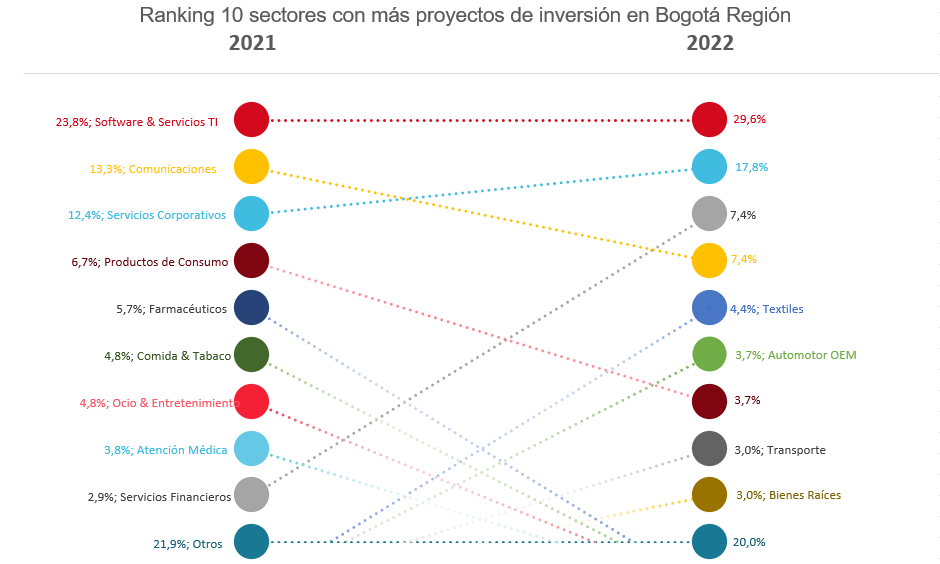 Ranking 10 sectores con más proyectos de inversión en Bogotá Región
2021
2022
23,8%; Software & Servicios TI
29,6%
13,3%; Comunicaciones
17,8%
12,4%; Servicios Corporativos
7,4%
6,7%; Productos de Consumo
7,4%
5,7%; Farmacéuticos
4,4%; Textiles
4,8%; Comida & Tabaco
3,7%; Automotor OEM
4,8%; Ocio & Entretenimiento
3,7%
3,8%; Atención Médica
3,0%; Transporte
2,9%; Servicios Financieros
3,0%; Bienes Raíces
21,9%; Otros
20,0%